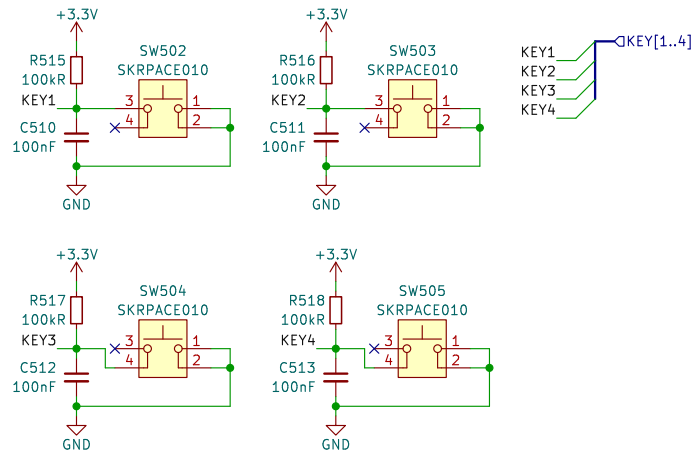 +3.3V
R515
100kR
KEY1
C510
100nF
GND
SW502
SKRPACE010
3
4
1
2
+3.3V
R516
100kR
KEY2
C511
100nF
GND
SW503
SKRPACE010
3
4
1
2
KEY1
KEY2
KEY3
KEY4
KEY[1..4]
+3.3V
R517
100kR
KEY3
C512
100nF
GND
SW504
SKRPACE010
3
4
1
2
+3.3V
R518
100kR
KEY4
C513
100nF
GND
SW505
SKRPACE010
3
4
1
2